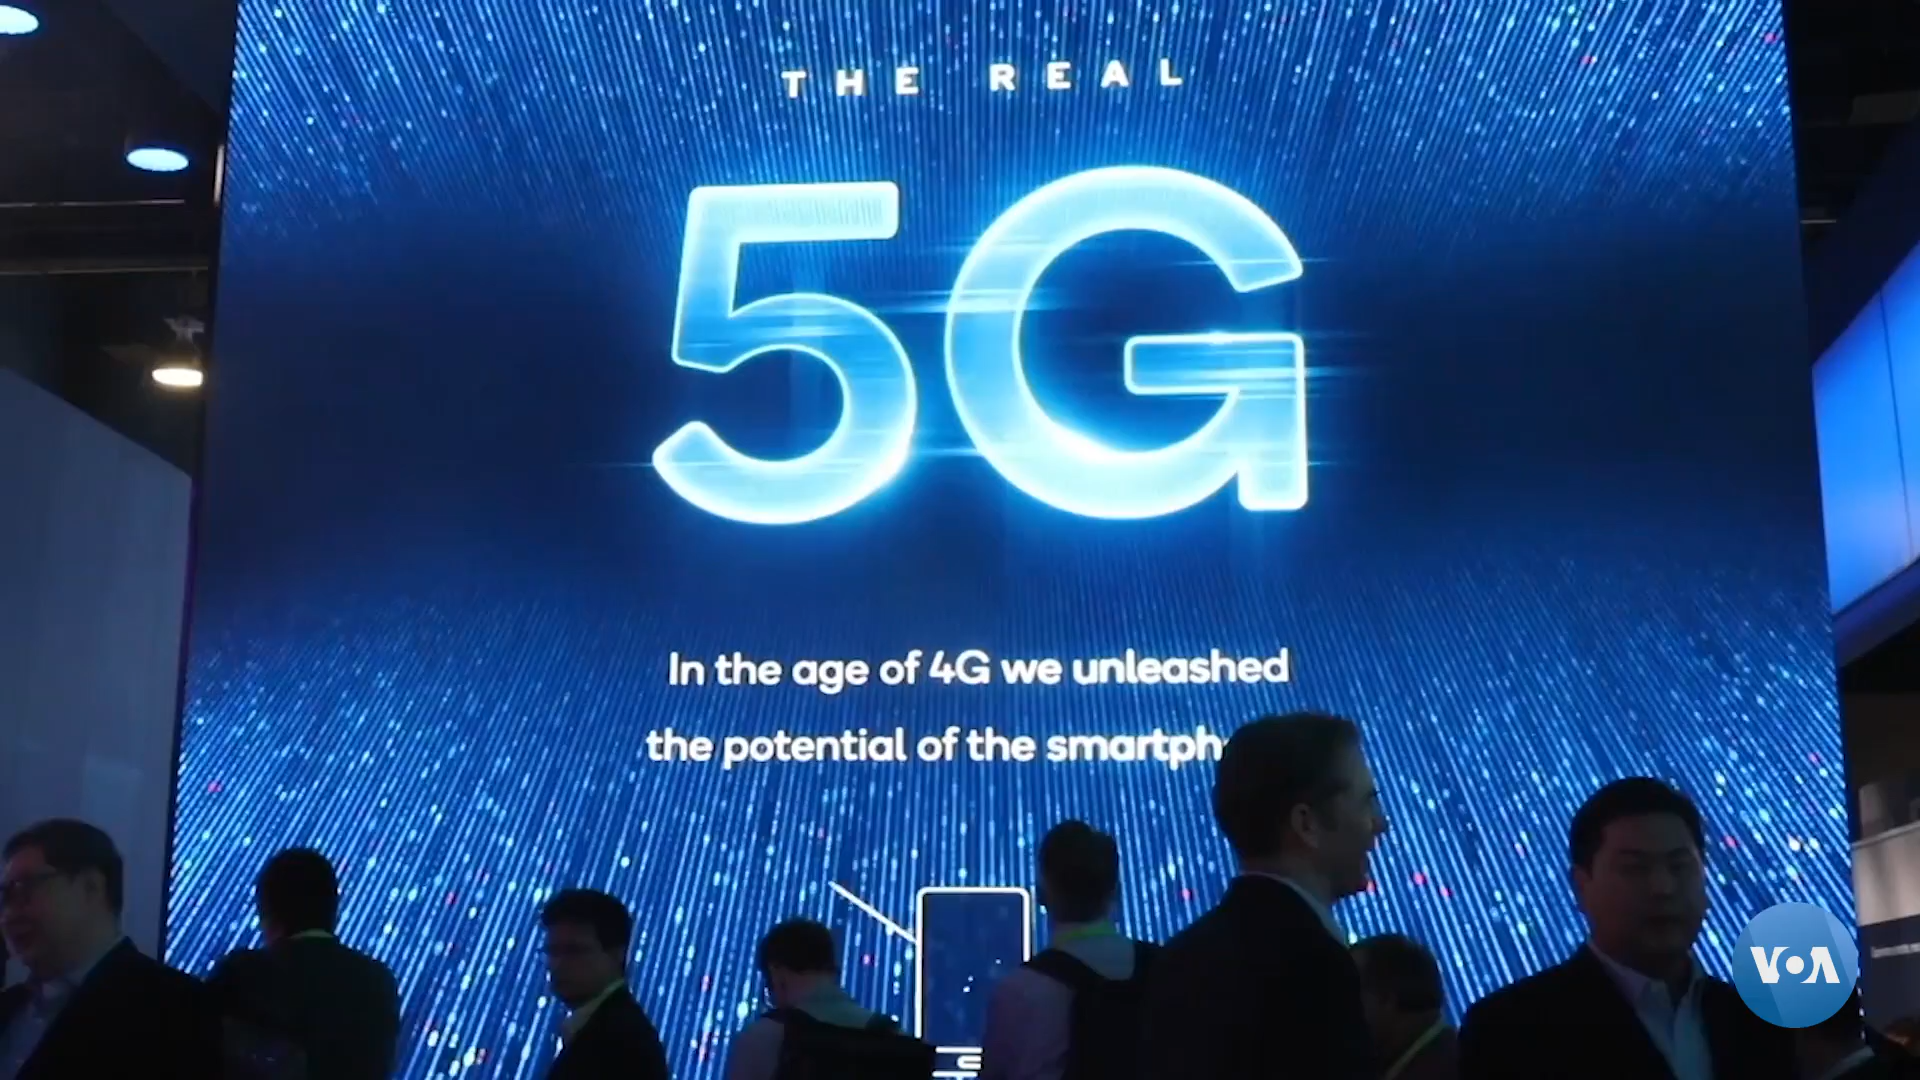 THE REAL
5G
In the age of 4G we unleashed
the potential of the smartph
VOA